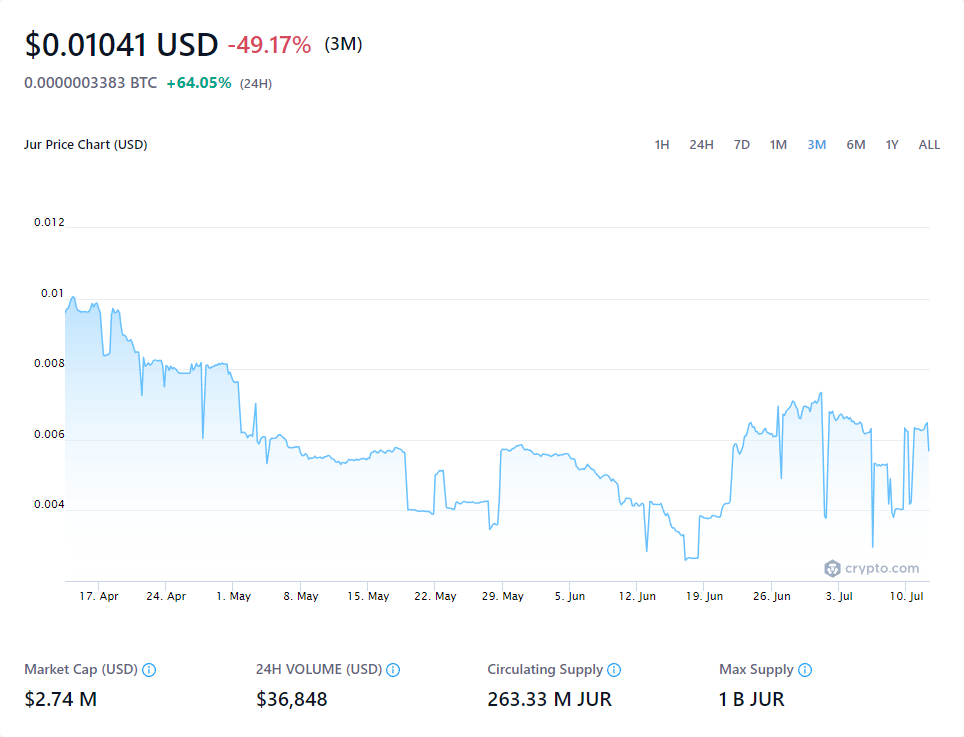 $0.01041 USD -49.17% (3M)
0.0000003383 BTC +64.05% (24H)
Jur Price Chart (USD) 1H 24H 7D 1M 3M 6M 1Y ALL
0.012
0.01
0.008
0.006
0.004
crypto.com
17. Apr 24. Apr 1. May 8. May 15. May 22. May 29. May 5. Jun 12. Jun 19. Jun 26. Jun 3. Jul 10. Jul
Market Cap (USD) 24H VOLUME (USD) Circulating Supply Max Supply
$2.74 M $36,848 263.33 M JUR 1 B JUR